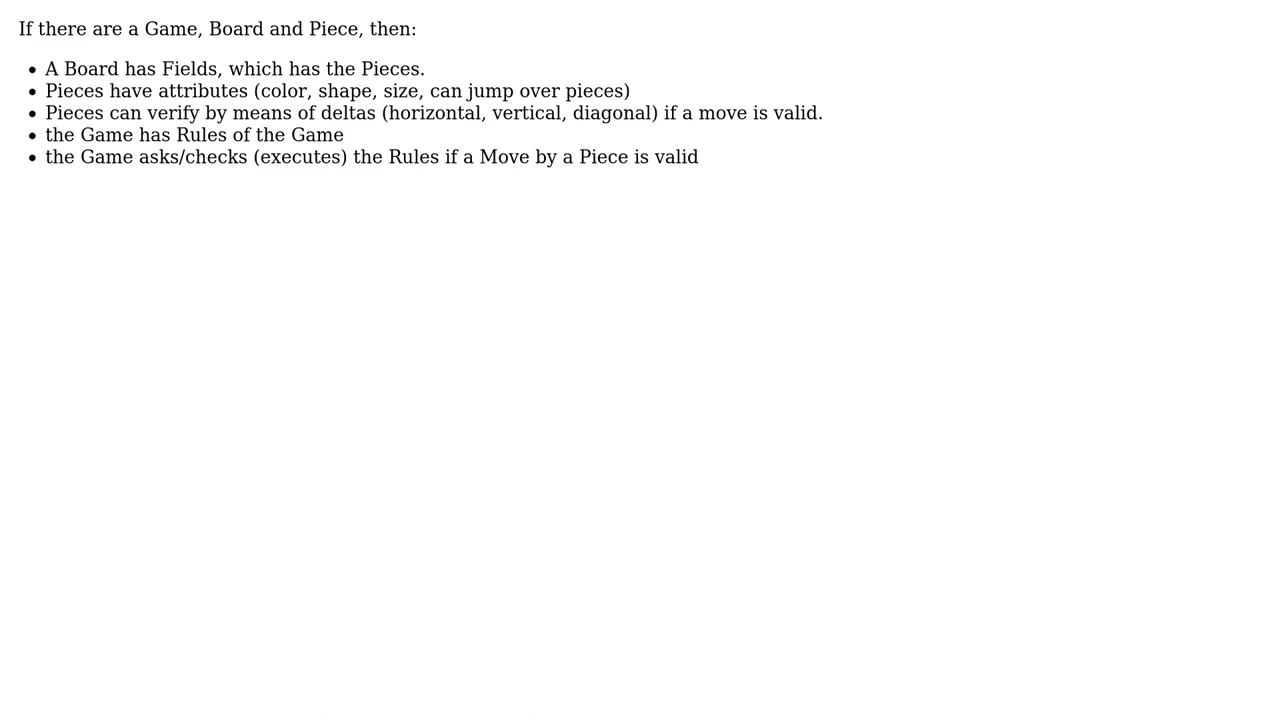 If there are a Game, Board and Piece, then:
• A Board has Fields, which has the Pieces.
• Pieces have attributes (color, shape, size, can jump over pieces)
• Pieces can verify by means of deltas (horizontal, vertical, diagonal) if a move is valid.
• the Game has Rules of the Game
• the Game asks/checks (executes) the Rules if a Move by a Piece is valid